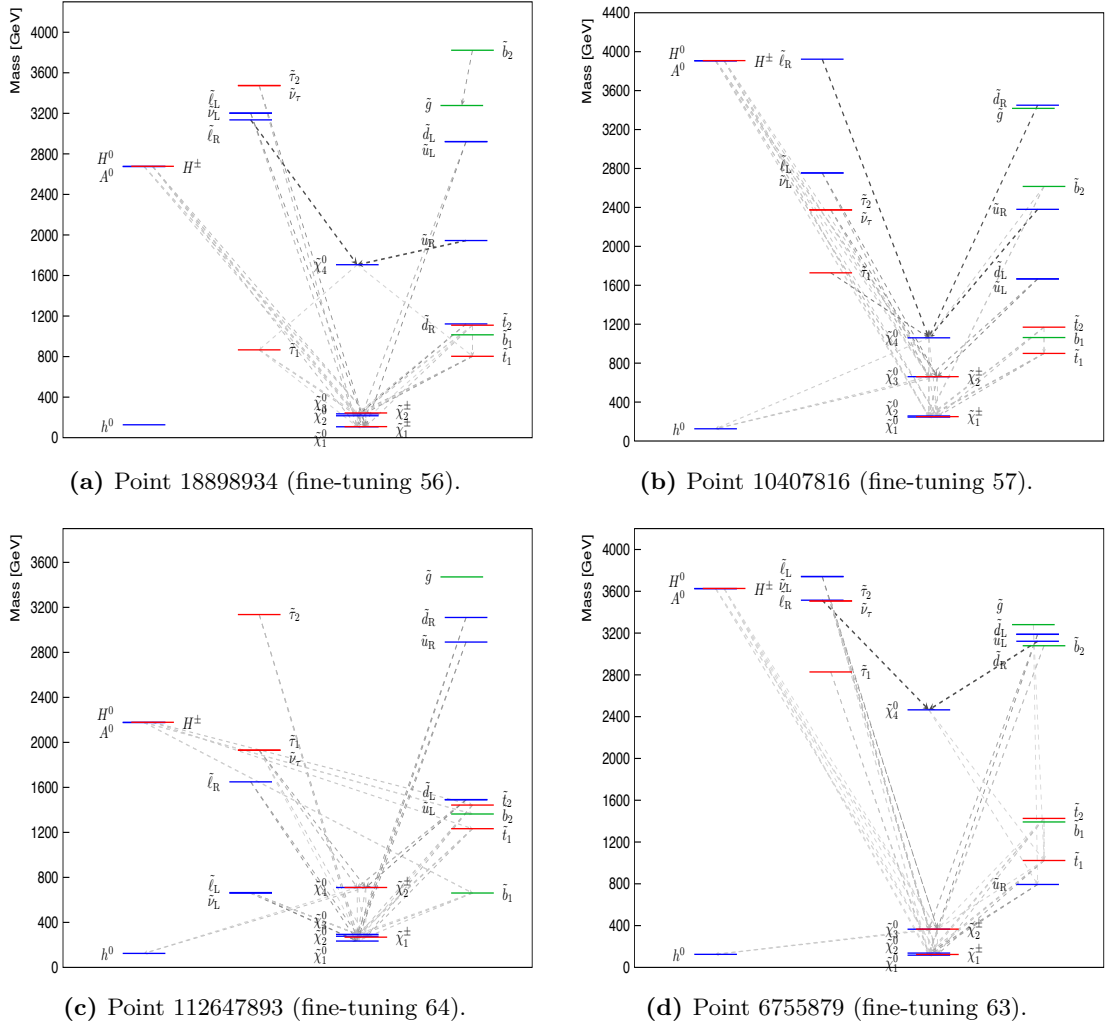 Mass [GeV]
4000
3600
3200
2800
2400
2000
1600
1200
800
400
0
H⁰
A⁰
H±
h⁰
τ̃₂
ν̃τ
ℓ̃L
ν̃L
ℓ̃R
τ̃₁
χ̃⁰₄
χ̃⁰₃
χ̃⁰₂
χ̃⁰₁
χ̃±₂
χ̃±₁
b̃₂
g̃
d̃L
ũL
ũR
d̃R
t̃₂
b̃₁
t̃₁
(a) Point 18898934 (fine-tuning 56).
Mass [GeV]
4400
4000
3600
3200
2800
2400
2000
1600
1200
800
400
0
H⁰
A⁰
H±
ℓ̃R
h⁰
ℓ̃L
ν̃L
τ̃₂
ν̃τ
τ̃₁
χ̃⁰₄
χ̃⁰₃
χ̃±₂
χ̃⁰₂
χ̃⁰₁
χ̃±₁
d̃R
g̃
b̃₂
ũR
d̃L
ũL
t̃₂
b̃₁
t̃₁
(b) Point 10407816 (fine-tuning 57).
Mass [GeV]
3600
3200
2800
2400
2000
1600
1200
800
400
0
H⁰
A⁰
H±
h⁰
τ̃₂
τ̃₁
ν̃τ
ℓ̃R
ℓ̃L
ν̃L
χ̃⁰₄
χ̃±₂
χ̃⁰₃
χ̃⁰₂
χ̃⁰₁
χ̃±₁
g̃
d̃R
ũR
d̃L
ũL
t̃₂
b̃₂
t̃₁
b̃₁
(c) Point 112647893 (fine-tuning 64).
Mass [GeV]
4000
3600
3200
2800
2400
2000
1600
1200
800
400
0
H⁰
A⁰
H±
h⁰
ℓ̃L
ν̃L
ℓ̃R
τ̃₂
ν̃τ
τ̃₁
χ̃⁰₄
χ̃⁰₃
χ̃±₂
χ̃⁰₂
χ̃⁰₁
χ̃±₁
g̃
d̃L
ũL
d̃R
b̃₂
t̃₂
b̃₁
t̃₁
ũR
(d) Point 6755879 (fine-tuning 63).